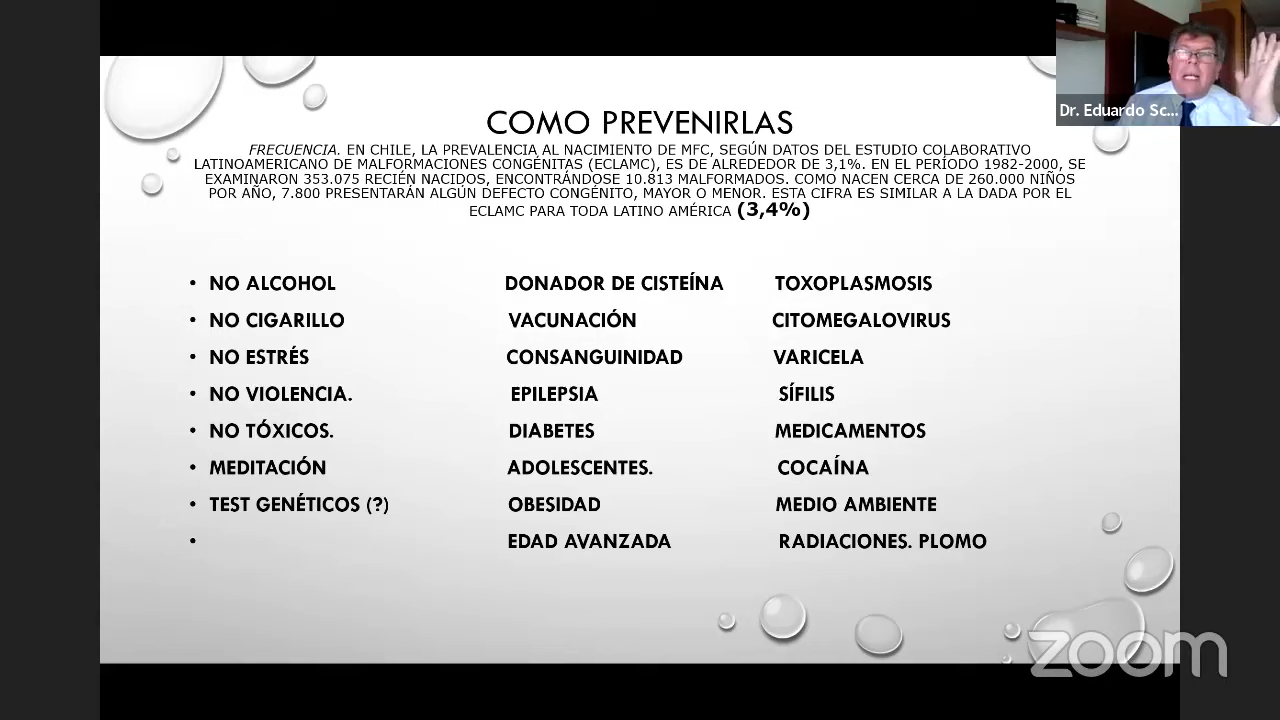 Dr. Eduardo Sc...
COMO PREVENIRLAS
FRECUENCIA. EN CHILE, LA PREVALENCIA AL NACIMIENTO DE MFC, SEGÚN DATOS DEL ESTUDIO COLABORATIVO
LATINOAMERICANO DE MALFORMACIONES CONGÉNITAS (ECLAMC), ES DE ALREDEDOR DE 3,1%. EN EL PERÍODO 1982-2000, SE
EXAMINARON 353.075 RECIÉN NACIDOS, ENCONTRÁNDOSE 10.813 MALFORMADOS. COMO NACEN CERCA DE 260.000 NIÑOS
POR AÑO, 7.800 PRESENTARÁN ALGÚN DEFECTO CONGÉNITO, MAYOR O MENOR. ESTA CIFRA ES SIMILAR A LA DADA POR EL
ECLAMC PARA TODA LATINO AMÉRICA (3,4%)
• NO ALCOHOL DONADOR DE CISTEÍNA TOXOPLASMOSIS
• NO CIGARILLO VACUNACIÓN CITOMEGALOVIRUS
• NO ESTRÉS CONSANGUINIDAD VARICELA
• NO VIOLENCIA. EPILEPSIA SÍFILIS
• NO TÓXICOS. DIABETES MEDICAMENTOS
• MEDITACIÓN ADOLESCENTES. COCAÍNA
• TEST GENÉTICOS (?) OBESIDAD MEDIO AMBIENTE
• EDAD AVANZADA RADIACIONES. PLOMO
zoom